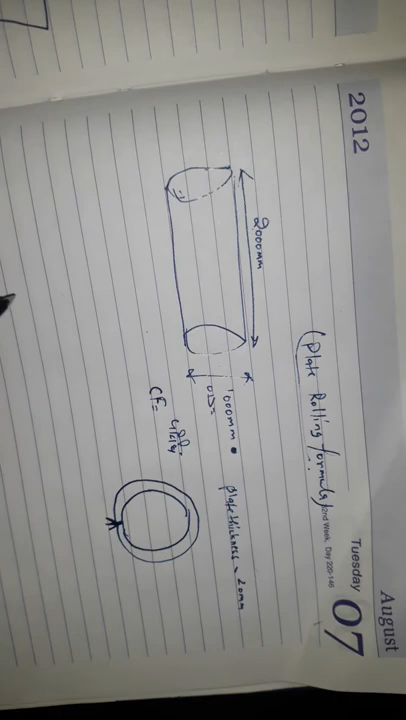 August
2012
Tuesday 07
2nd Week, Day 220-146
(Plate Rolling formula)
2000mm
Plate thickness 20mm
1000mm
OD=
CF=